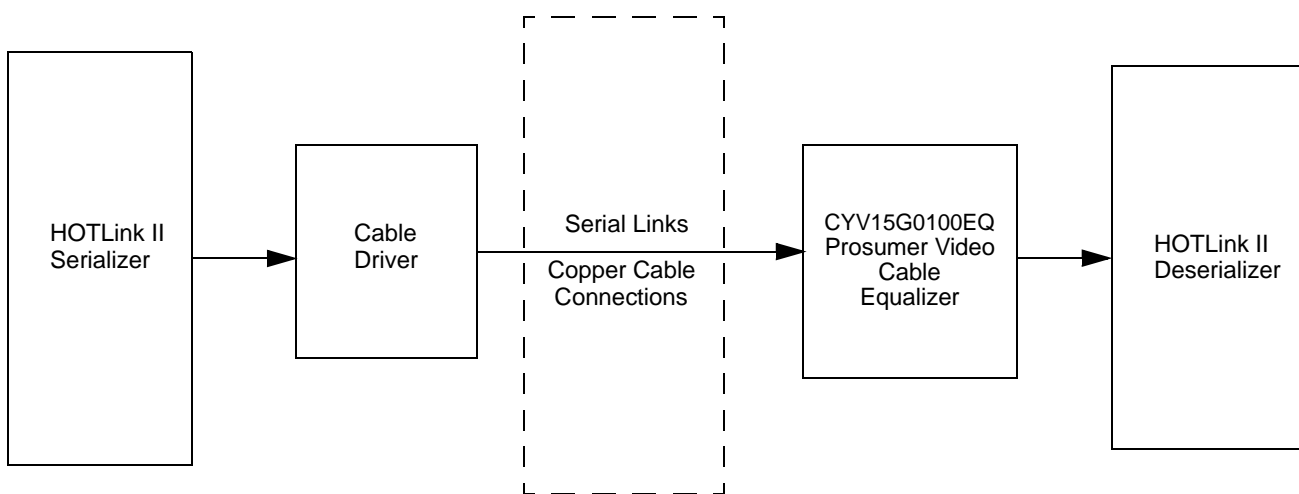 HOTLink II
Serializer
Cable
Driver
Serial Links
Copper Cable
Connections
CYV15G0100EQ
Prosumer Video
Cable
Equalizer
HOTLink II
Deserializer